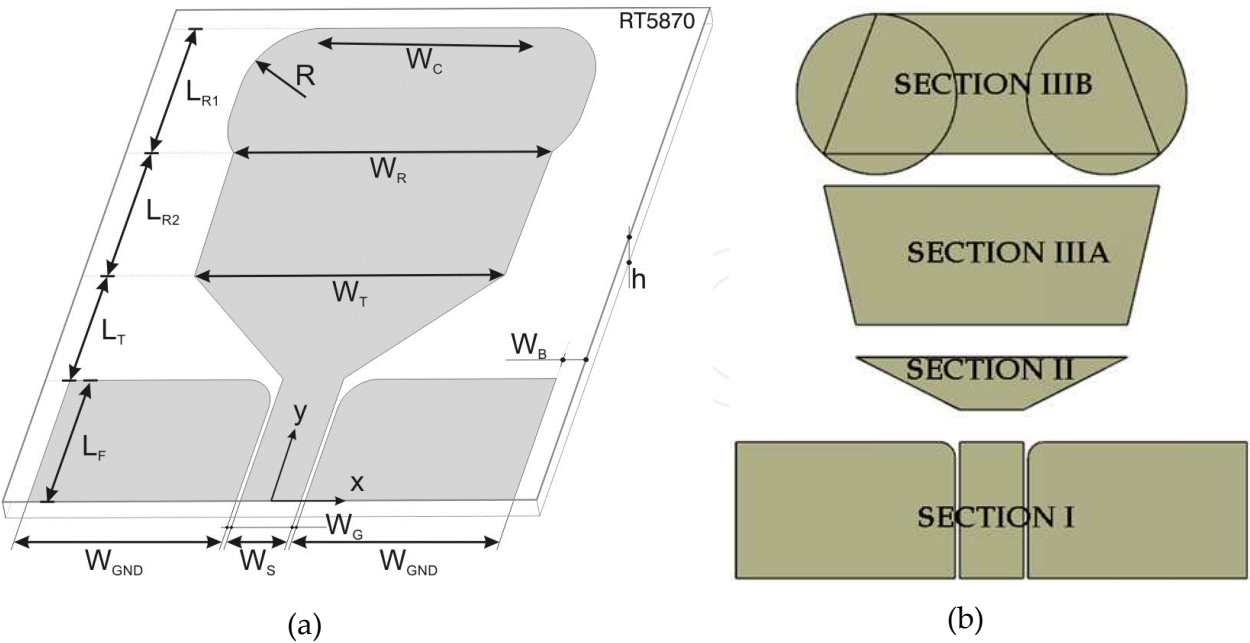 RT5870
W_C
R
L_R1
W_R
L_R2
W_T
h
L_T
W_B
y
L_F
x
W_G
W_GND
W_S
W_GND
(a)
SECTION IIIB
SECTION IIIA
SECTION II
SECTION I
(b)